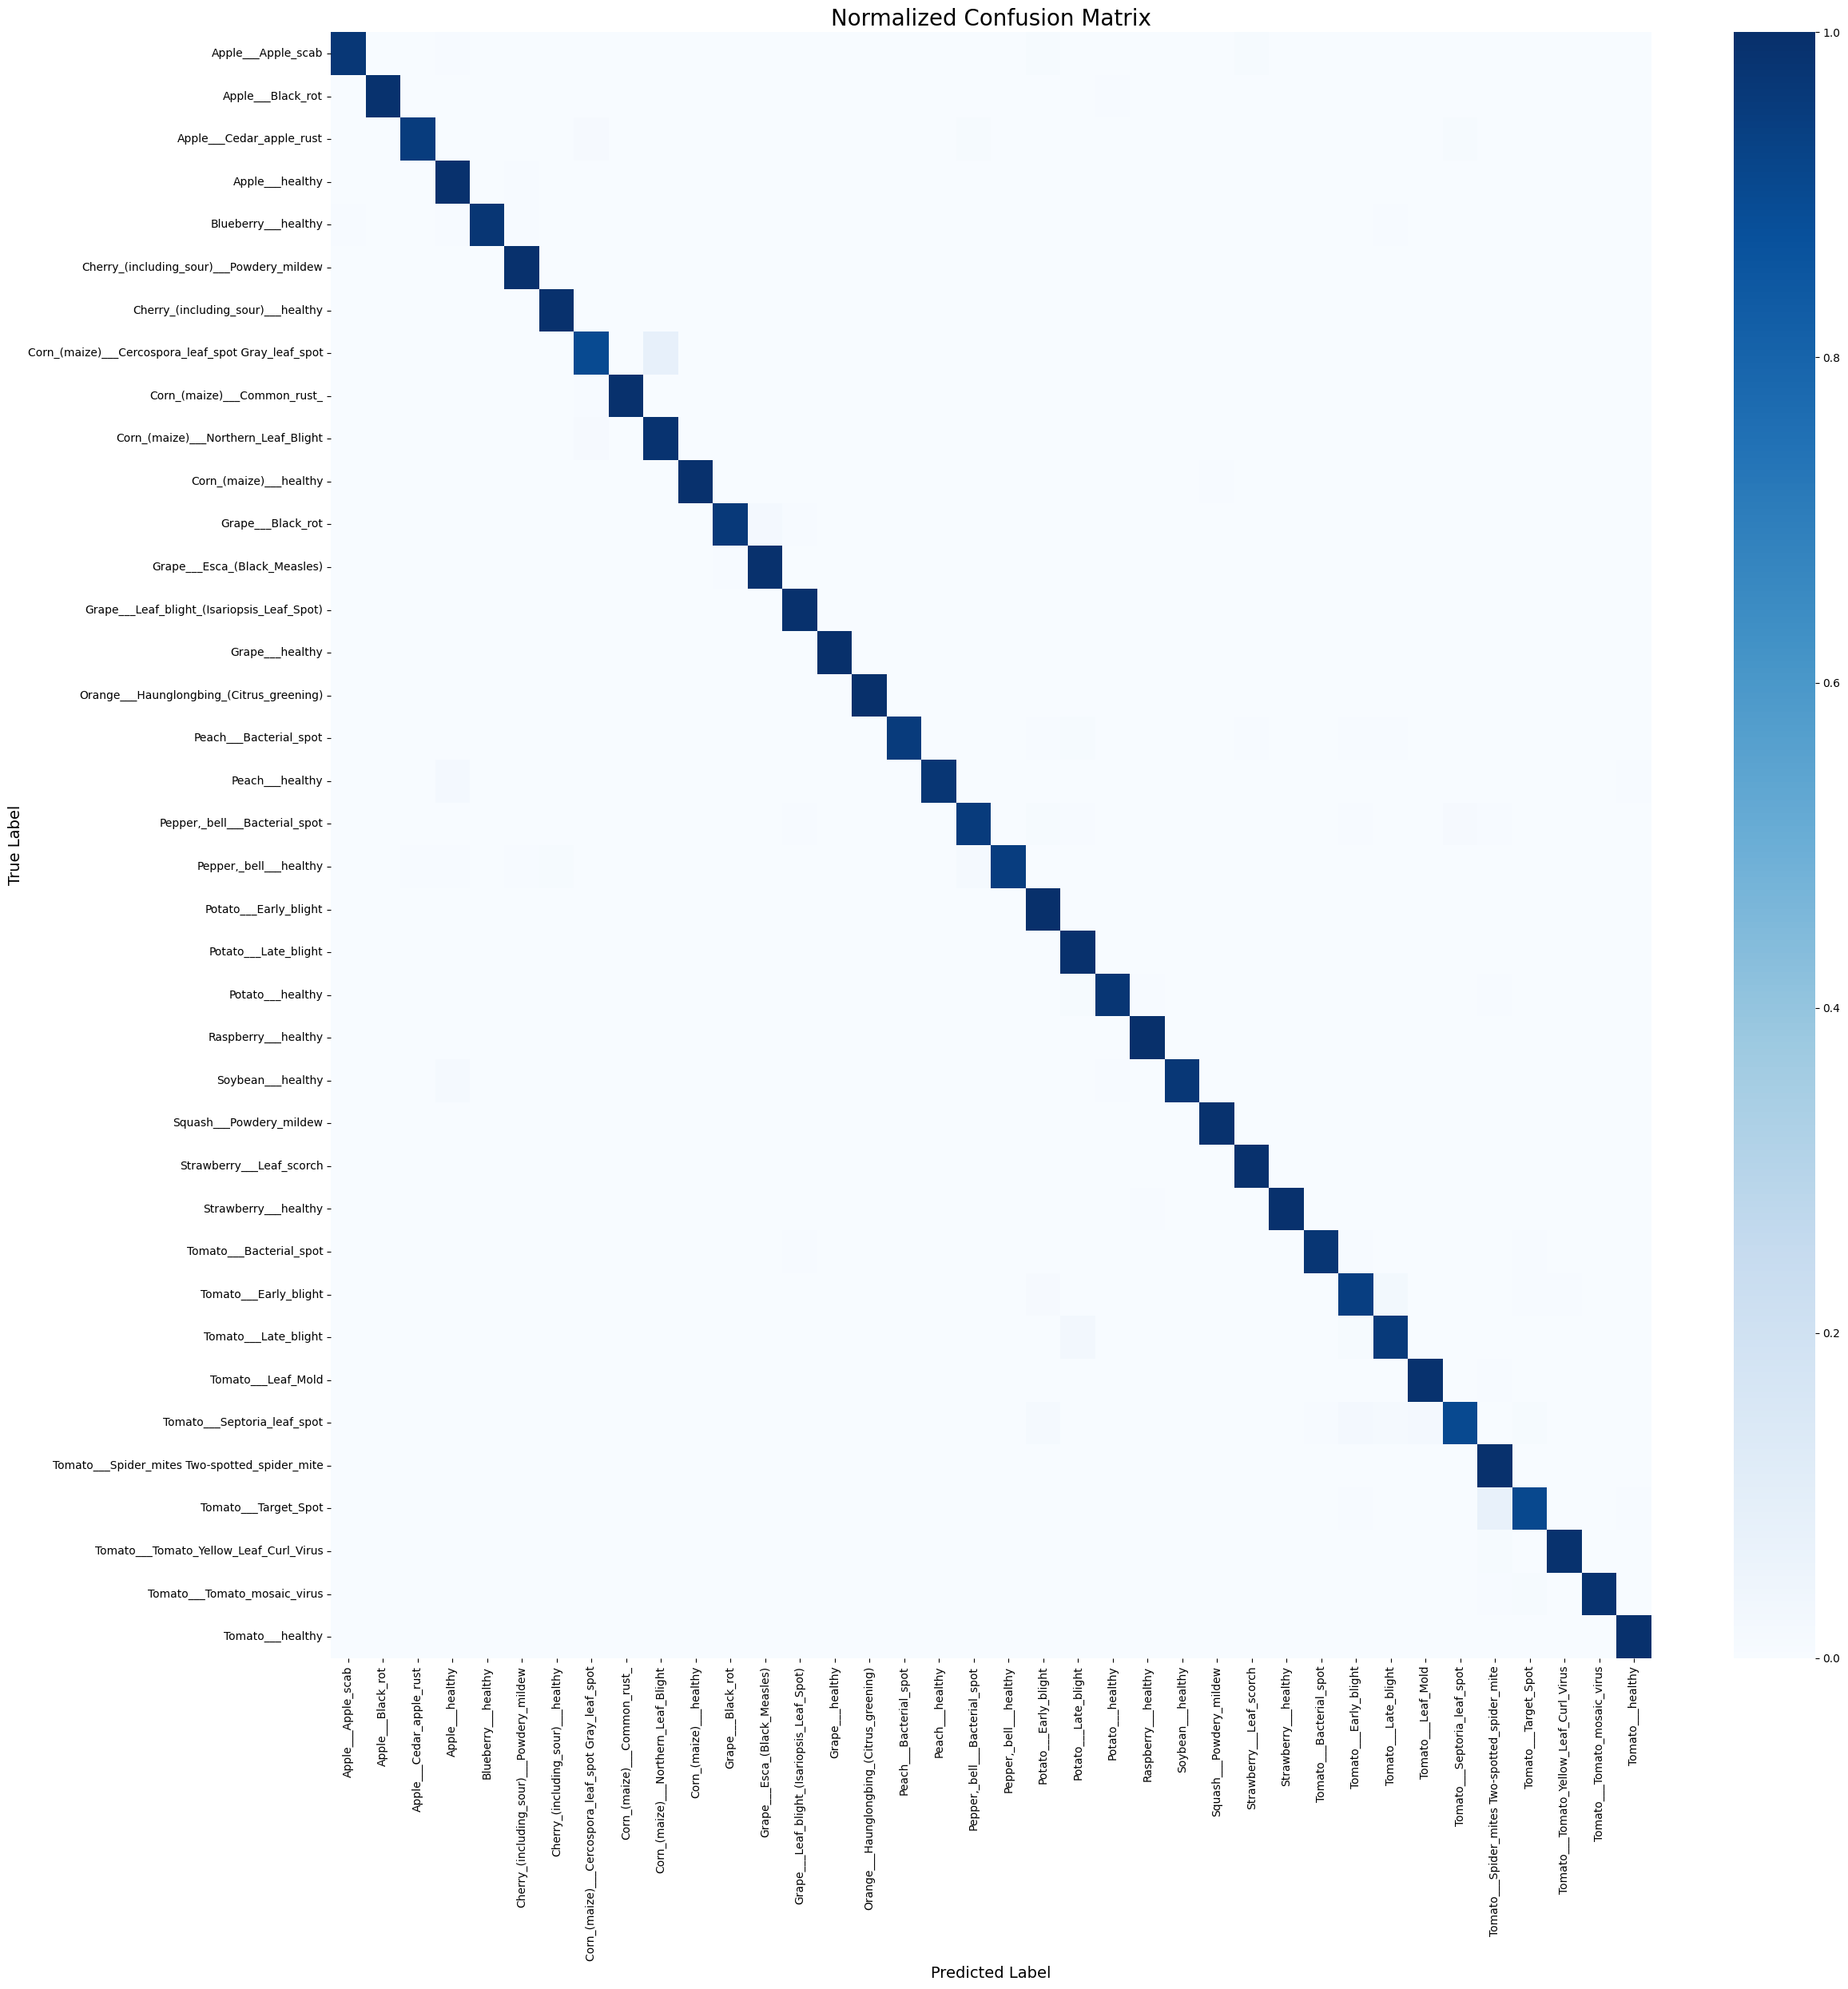 Normalized Confusion Matrix
True Label
Apple___Apple_scab
Apple___Black_rot
Apple___Cedar_apple_rust
Apple___healthy
Blueberry___healthy
Cherry_(including_sour)___Powdery_mildew
Cherry_(including_sour)___healthy
Corn_(maize)___Cercospora_leaf_spot Gray_leaf_spot
Corn_(maize)___Common_rust_
Corn_(maize)___Northern_Leaf_Blight
Corn_(maize)___healthy
Grape___Black_rot
Grape___Esca_(Black_Measles)
Grape___Leaf_blight_(Isariopsis_Leaf_Spot)
Grape___healthy
Orange___Haunglongbing_(Citrus_greening)
Peach___Bacterial_spot
Peach___healthy
Pepper,_bell___Bacterial_spot
Pepper,_bell___healthy
Potato___Early_blight
Potato___Late_blight
Potato___healthy
Raspberry___healthy
Soybean___healthy
Squash___Powdery_mildew
Strawberry___Leaf_scorch
Strawberry___healthy
Tomato___Bacterial_spot
Tomato___Early_blight
Tomato___Late_blight
Tomato___Leaf_Mold
Tomato___Septoria_leaf_spot
Tomato___Spider_mites Two-spotted_spider_mite
Tomato___Target_Spot
Tomato___Tomato_Yellow_Leaf_Curl_Virus
Tomato___Tomato_mosaic_virus
Tomato___healthy
1.0
0.8
0.6
0.4
0.2
0.0
Apple___Apple_scab
Apple___Black_rot
Apple___Cedar_apple_rust
Apple___healthy
Blueberry___healthy
Cherry_(including_sour)___Powdery_mildew
Cherry_(including_sour)___healthy
Corn_(maize)___Cercospora_leaf_spot Gray_leaf_spot
Corn_(maize)___Common_rust_
Corn_(maize)___Northern_Leaf_Blight
Corn_(maize)___healthy
Grape___Black_rot
Grape___Esca_(Black_Measles)
Grape___Leaf_blight_(Isariopsis_Leaf_Spot)
Grape___healthy
Orange___Haunglongbing_(Citrus_greening)
Peach___Bacterial_spot
Peach___healthy
Pepper,_bell___Bacterial_spot
Pepper,_bell___healthy
Potato___Early_blight
Potato___Late_blight
Potato___healthy
Raspberry___healthy
Soybean___healthy
Squash___Powdery_mildew
Strawberry___Leaf_scorch
Strawberry___healthy
Tomato___Bacterial_spot
Tomato___Early_blight
Tomato___Late_blight
Tomato___Leaf_Mold
Tomato___Septoria_leaf_spot
Tomato___Spider_mites Two-spotted_spider_mite
Tomato___Target_Spot
Tomato___Tomato_Yellow_Leaf_Curl_Virus
Tomato___Tomato_mosaic_virus
Tomato___healthy
Predicted Label